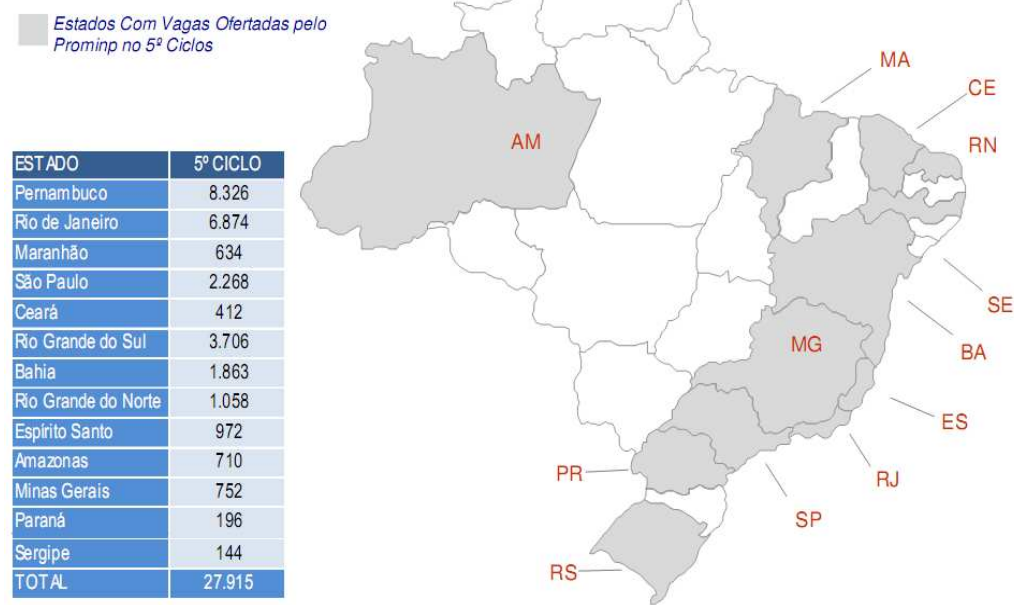 Estados Com Vagas Ofertadas pelo
Prominp no 5º Ciclos
ESTADO 5º CICLO
Pernambuco 8.326
Rio de Janeiro 6.874
Maranhão 634
São Paulo 2.268
Ceará 412
Rio Grande do Sul 3.706
Bahia 1.863
Rio Grande do Norte 1.058
Espírito Santo 972
Amazonas 710
Minas Gerais 752
Paraná 196
Sergipe 144
TOTAL 27.915
MA
CE
AM
RN
SE
MG
BA
ES
PR
RJ
SP
RS